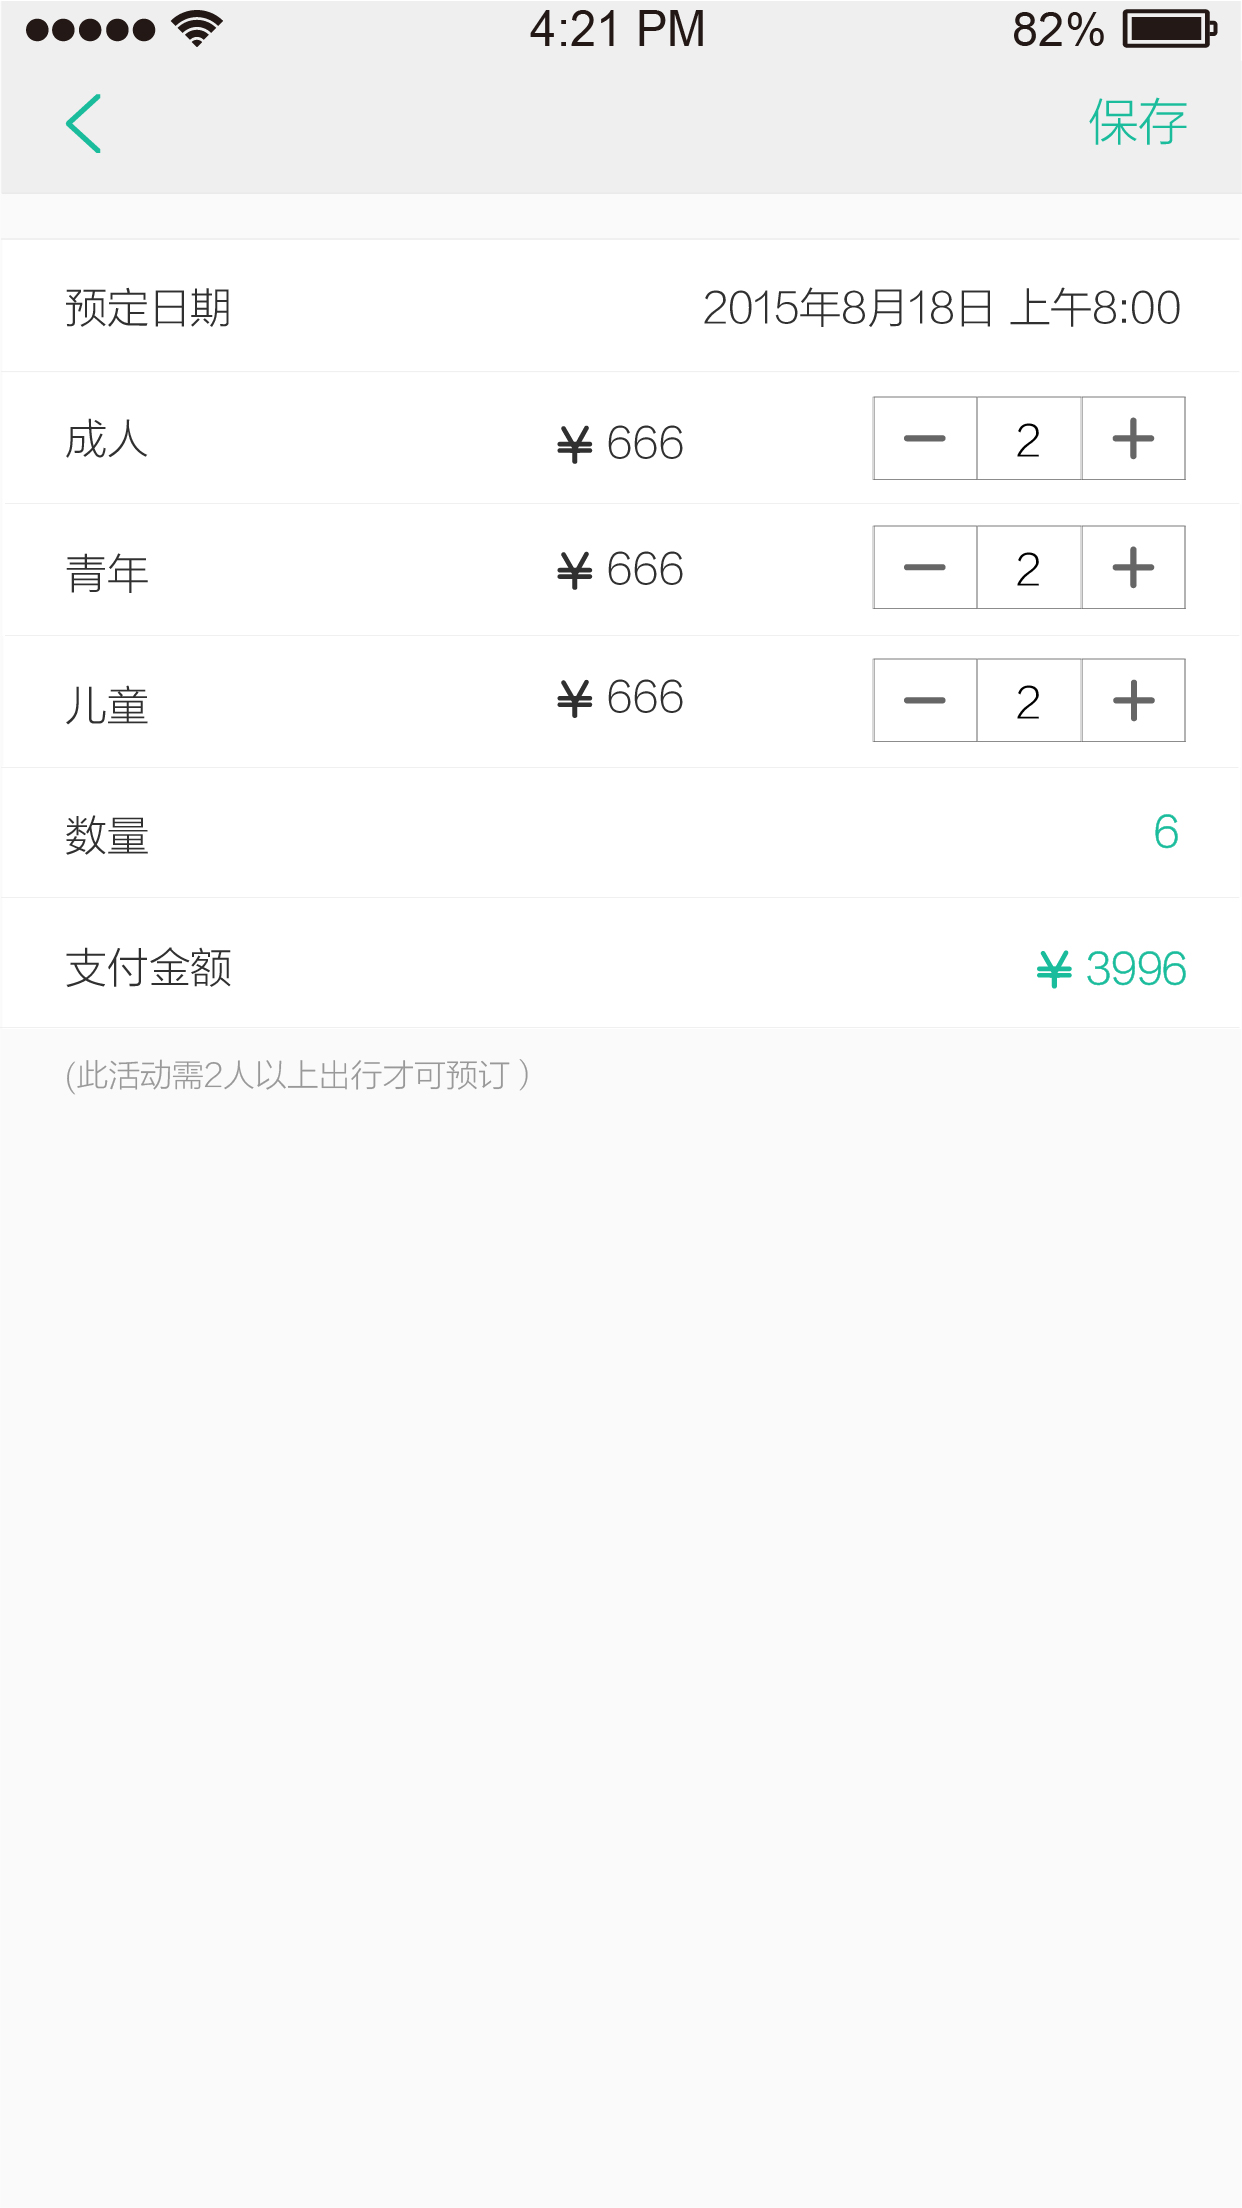 4:21 PM 82%
保存
预定日期 2015年8月18日 上午8:00
成人 ¥ 666 2
青年 ¥ 666 2
儿童 ¥ 666 2
数量 6
支付金额 ¥ 3996
(此活动需2人以上出行才可预订 )